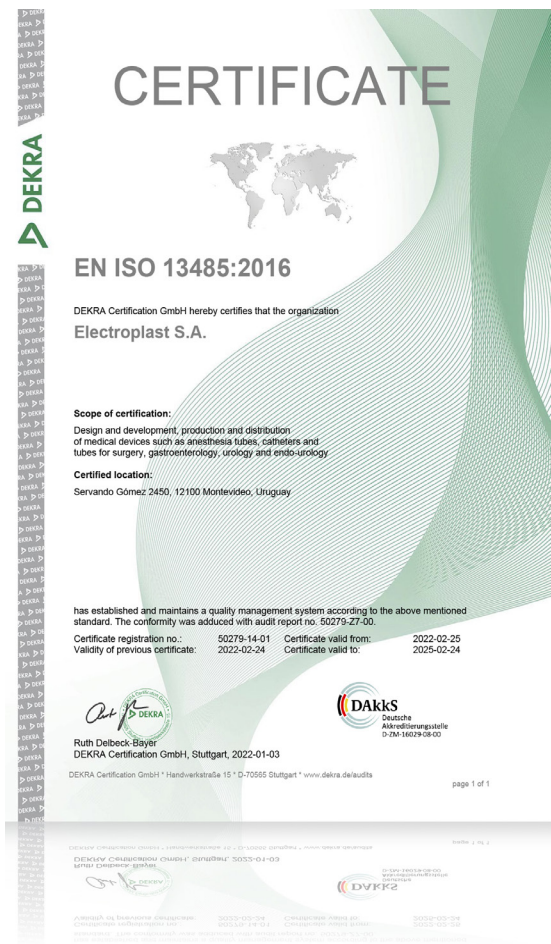 CERTIFICATE
DEKRA
EN ISO 13485:2016
DEKRA Certification GmbH hereby certifies that the organization
Electroplast S.A.
Scope of certification:
Design and development, production and distribution
of medical devices such as anesthesia tubes, catheters and
tubes for surgery, gastroenterology, urology and endo-urology
Certified location:
Servando Gómez 2450, 12100 Montevideo, Uruguay
has established and maintains a quality management system according to the above mentioned
standard. The conformity was adduced with audit report no. 50279-Z7-00.
Certificate registration no.: 50279-14-01 Certificate valid from: 2022-02-25
Validity of previous certificate: 2022-02-24 Certificate valid to: 2025-02-24
DEKRA
DAkkS
Deutsche
Akkreditierungsstelle
D-ZM-16029-08-00
Ruth Delbeck-Bayer
DEKRA Certification GmbH, Stuttgart, 2022-01-03
DEKRA Certification GmbH * Handwerkstraße 15 * D-70565 Stuttgart * www.dekra.de/audits
page 1 of 1